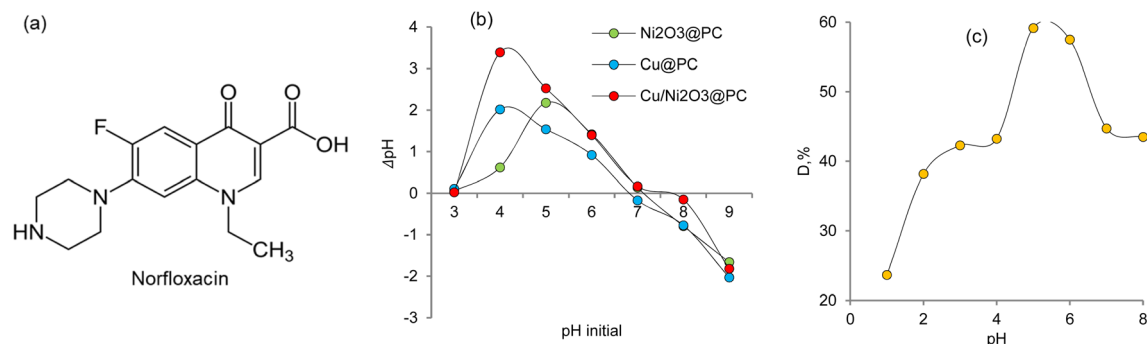 (a)
F
O
O
OH
N
N
HN
CH3
Norfloxacin
(b)
Ni2O3@PC
Cu@PC
Cu/Ni2O3@PC
ΔpH
4
3
2
1
0
-1
-2
-3
3 4 5 6 7 8 9
pH initial
(c)
D,%
60
50
40
30
20
0 2 4 6 8
pH